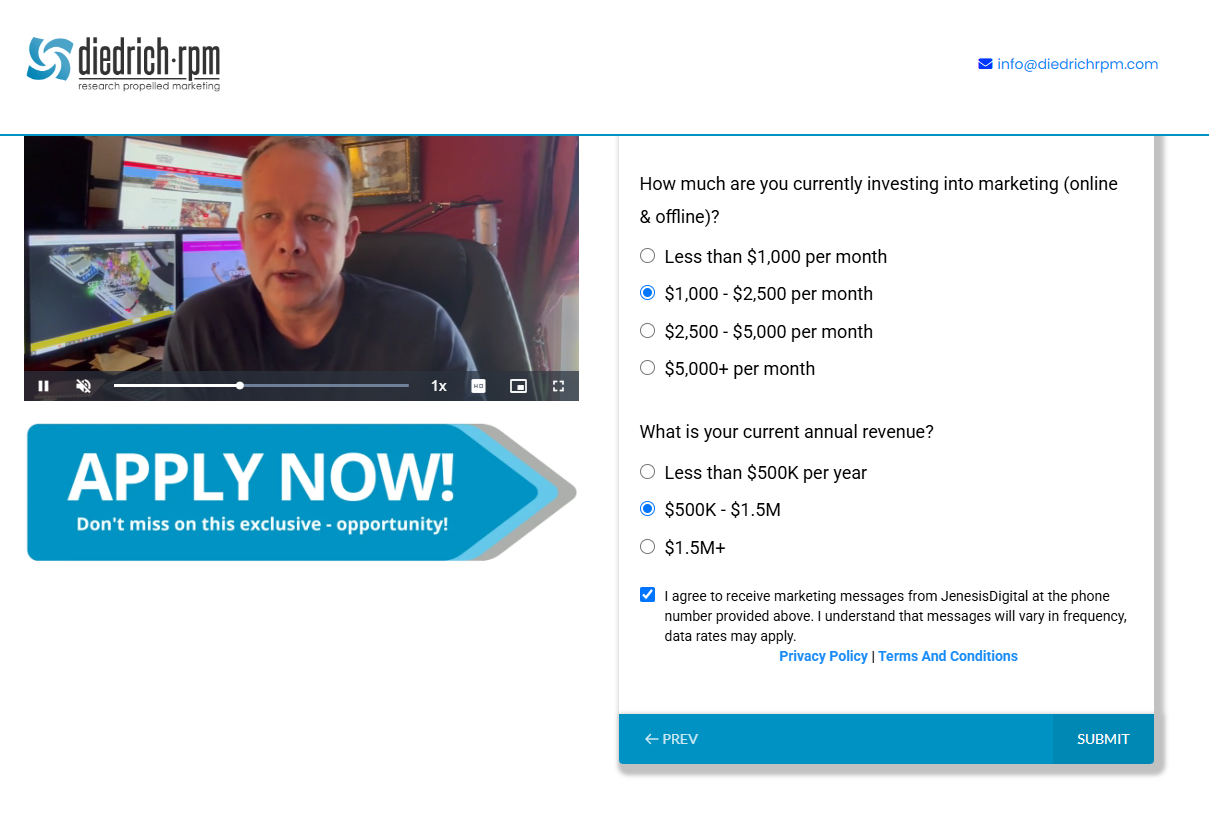 diedrich·rpm
research propelled marketing
info@diedrichrpm.com
How much are you currently investing into marketing (online
& offline)?
Less than $1,000 per month
$1,000 - $2,500 per month
$2,500 - $5,000 per month
$5,000+ per month
What is your current annual revenue?
Less than $500K per year
$500K - $1.5M
$1.5M+
I agree to receive marketing messages from JenesisDigital at the phone
number provided above. I understand that messages will vary in frequency,
data rates may apply.
Privacy Policy | Terms And Conditions
← PREV
SUBMIT
1x
HD
APPLY NOW!
Don't miss on this exclusive - opportunity!